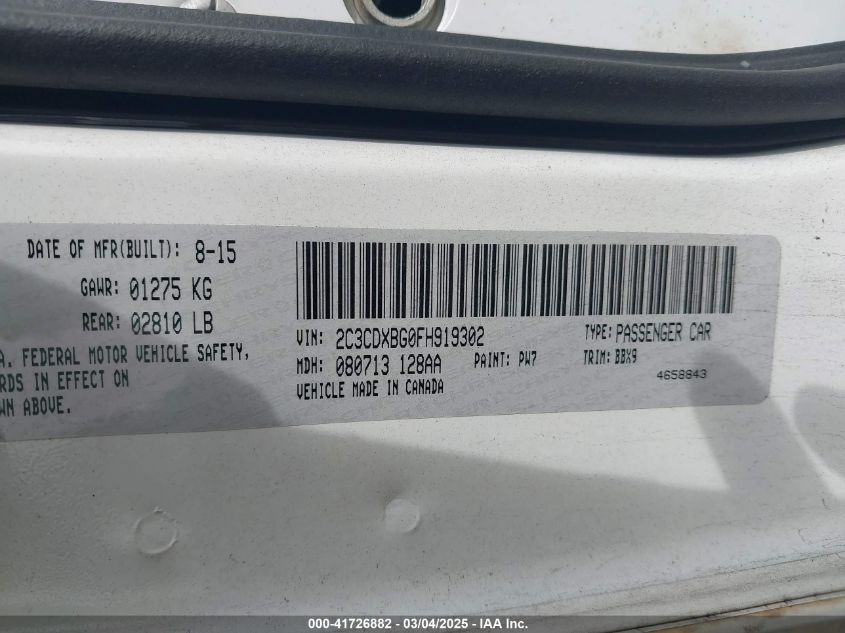 DATE OF MFR(BUILT): 8-15
GAWR: 01275 KG
REAR: 02810 LB
A. FEDERAL MOTOR VEHICLE SAFETY,
RDS IN EFFECT ON
WN ABOVE.
VIN: 2C3CDXBG0FH919302
TYPE: PASSENGER CAR
MDH: 080713 128AA
PAINT: PW7
TRIM: BBX9
VEHICLE MADE IN CANADA
4658843
000-41726882 - 03/04/2025 - IAA Inc.